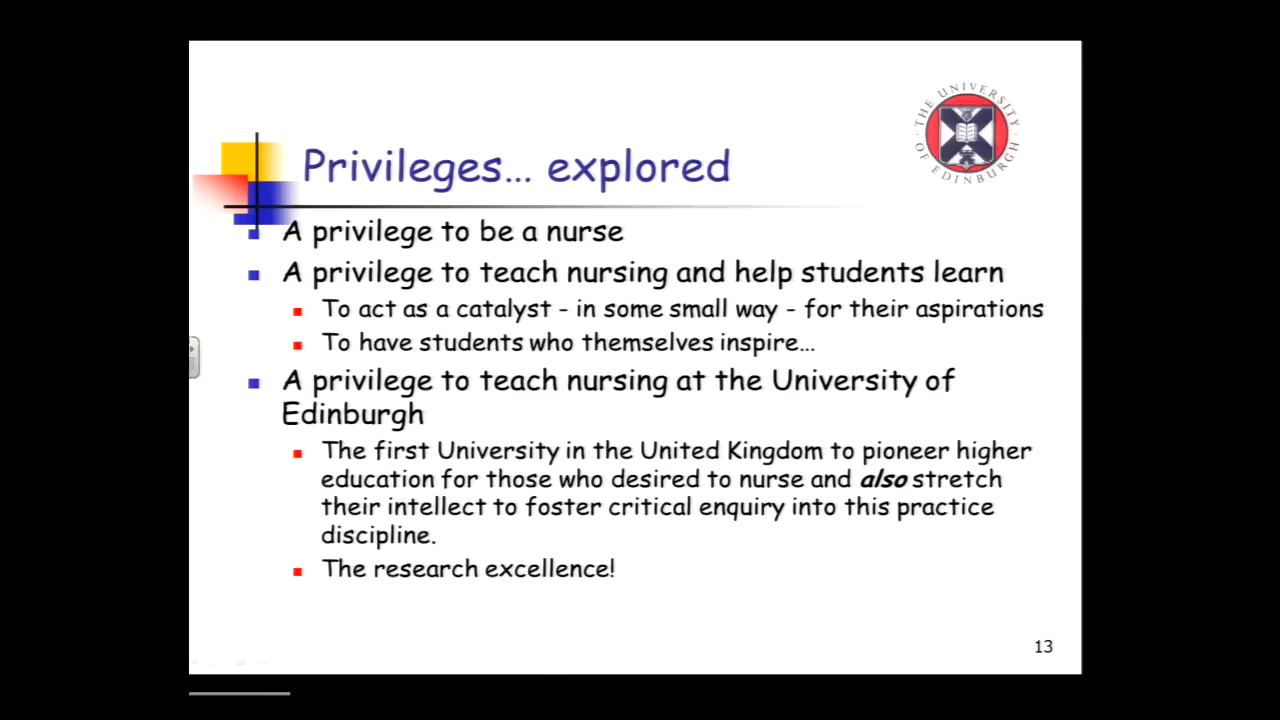 THE UNIVERSITY
OF EDINBURGH
Privileges... explored
A privilege to be a nurse
A privilege to teach nursing and help students learn
To act as a catalyst - in some small way - for their aspirations
To have students who themselves inspire...
A privilege to teach nursing at the University of
Edinburgh
The first University in the United Kingdom to pioneer higher
education for those who desired to nurse and also stretch
their intellect to foster critical enquiry into this practice
discipline.
The research excellence!
13